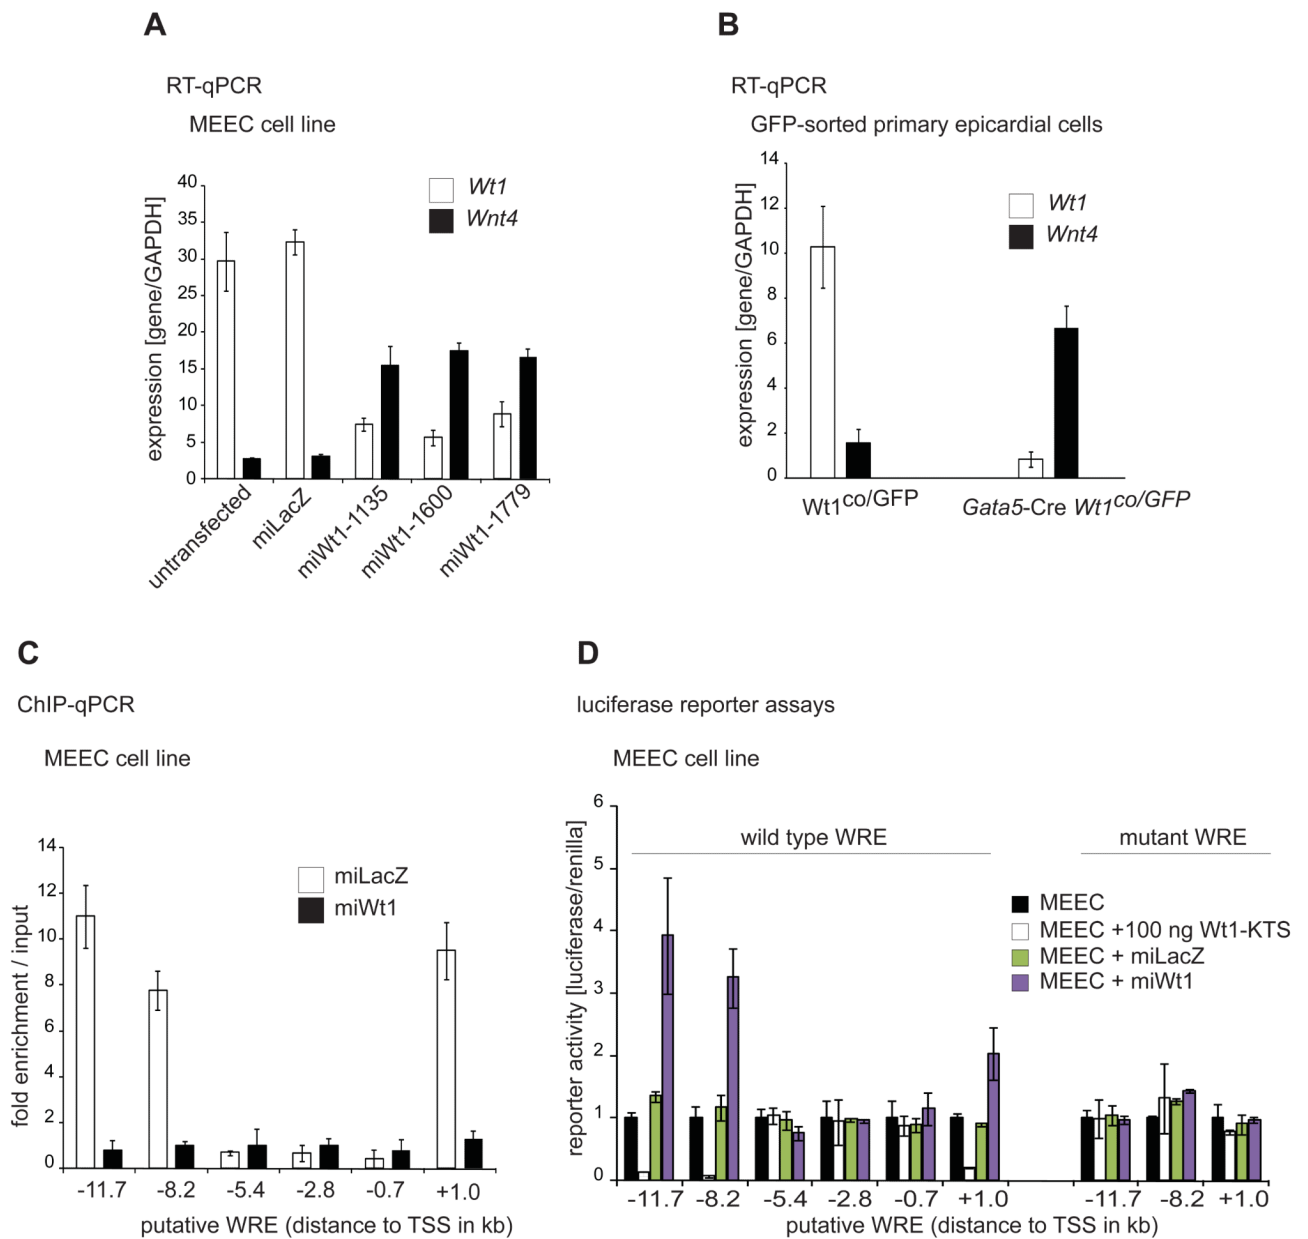 A
RT-qPCR
MEEC cell line
expression [gene/GAPDH]
40
35
30
25
20
15
10
5
0
Wt1
Wnt4
untransfected
miLacZ
miWt1-1135
miWt1-1600
miWt1-1779
B
RT-qPCR
GFP-sorted primary epicardial cells
expression [gene/GAPDH]
14
12
10
8
6
4
2
0
Wt1
Wnt4
Wt1co/GFP
Gata5-Cre Wt1co/GFP
C
ChIP-qPCR
MEEC cell line
fold enrichment / input
14
12
10
8
6
4
2
0
miLacZ
miWt1
-11.7 -8.2 -5.4 -2.8 -0.7 +1.0
putative WRE (distance to TSS in kb)
D
luciferase reporter assays
MEEC cell line
reporter activity [luciferase/renilla]
6
5
4
3
2
1
0
wild type WRE
mutant WRE
MEEC
MEEC +100 ng Wt1-KTS
MEEC + miLacZ
MEEC + miWt1
-11.7 -8.2 -5.4 -2.8 -0.7 +1.0 -11.7 -8.2 +1.0
putative WRE (distance to TSS in kb)